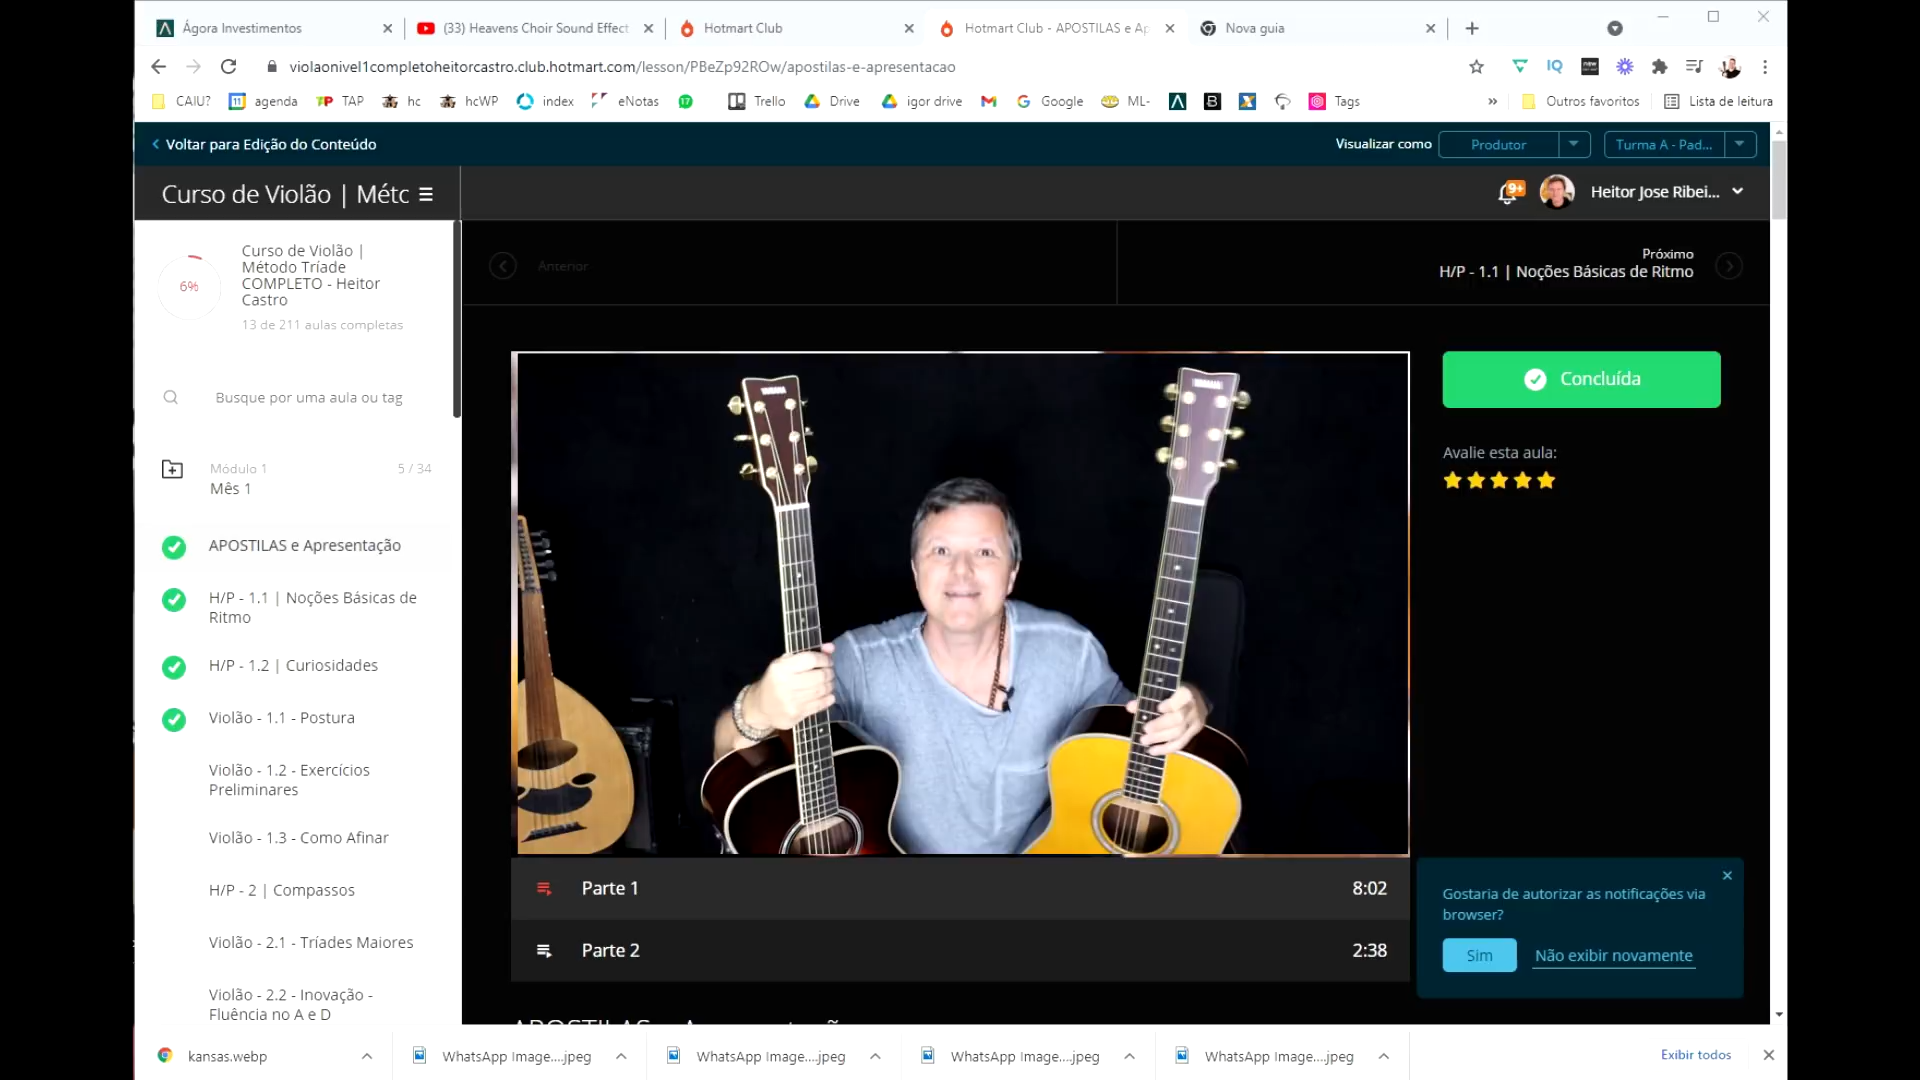 Ágora Investimentos
(33) Heavens Choir Sound Effect
Hotmart Club
Hotmart Club - APOSTILAS e Ap
Nova guia
violaonivel1completoheitorcastro.club.hotmart.com/lesson/PBeZp92ROw/apostilas-e-apresentacao
IQ
CAIU?
11
agenda
TAP
hc
hcWP
index
eNotas
17
Trello
Drive
igor drive
Google
ML-
Tags
»
Outros favoritos
Lista de leitura
Voltar para Edição do Conteúdo
Visualizar como
Produtor
Turma A - Pad...
Curso de Violão | Métc
9+
Heitor Jose Ribei...
6%
Curso de Violão |
Método Tríade
COMPLETO - Heitor
Castro
13 de 211 aulas completas
Anterior
Próximo
H/P - 1.1 | Noções Básicas de Ritmo
Busque por uma aula ou tag
Módulo 1
5 / 34
Mês 1
APOSTILAS e Apresentação
H/P - 1.1 | Noções Básicas de
Ritmo
H/P - 1.2 | Curiosidades
Violão - 1.1 - Postura
Violão - 1.2 - Exercícios
Preliminares
Violão - 1.3 - Como Afinar
H/P - 2 | Compassos
Violão - 2.1 - Tríades Maiores
Violão - 2.2 - Inovação -
Fluência no A e D
YAMAHA
Concluída
Avalie esta aula:
Parte 1
8:02
Parte 2
2:38
Gostaria de autorizar as notificações via
browser?
Sim
Não exibir novamente
APOSTILAS e Apresentação
kansas.webp
WhatsApp Image....jpeg
WhatsApp Image....jpeg
WhatsApp Image....jpeg
WhatsApp Image....jpeg
Exibir todos